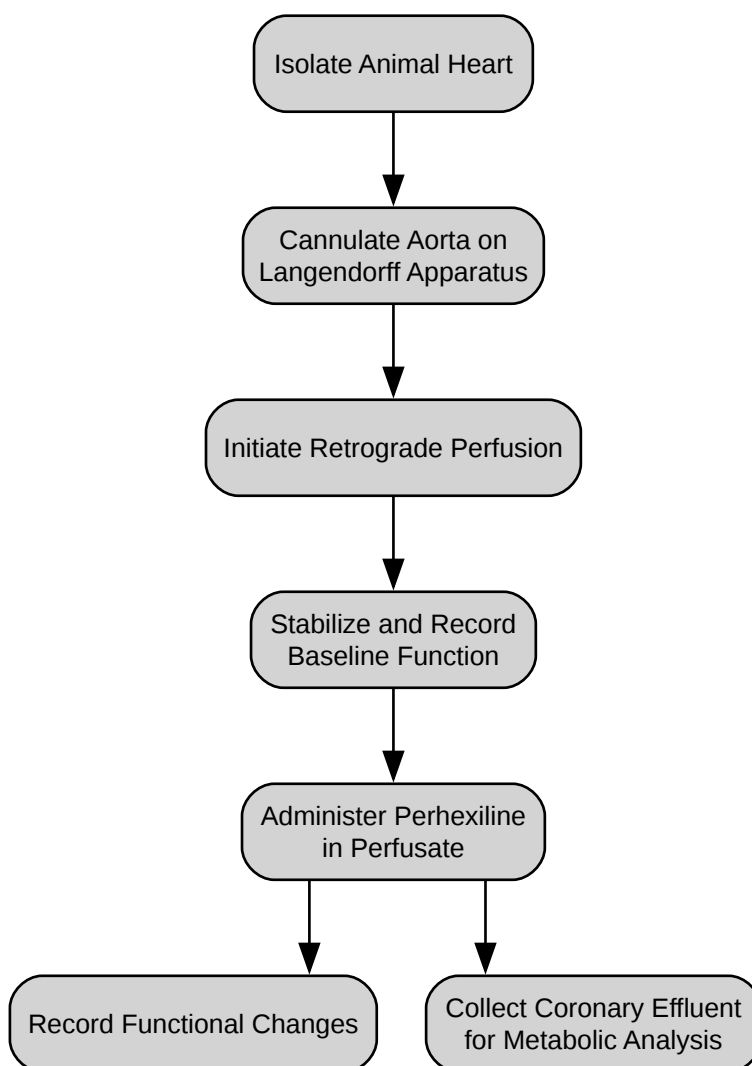 Isolate Animal Heart
Cannulate Aorta on
Langendorff Apparatus
Initiate Retrograde Perfusion
Stabilize and Record
Baseline Function
Administer Perhexiline
in Perfusate
Record Functional Changes
Collect Coronary Effluent
for Metabolic Analysis